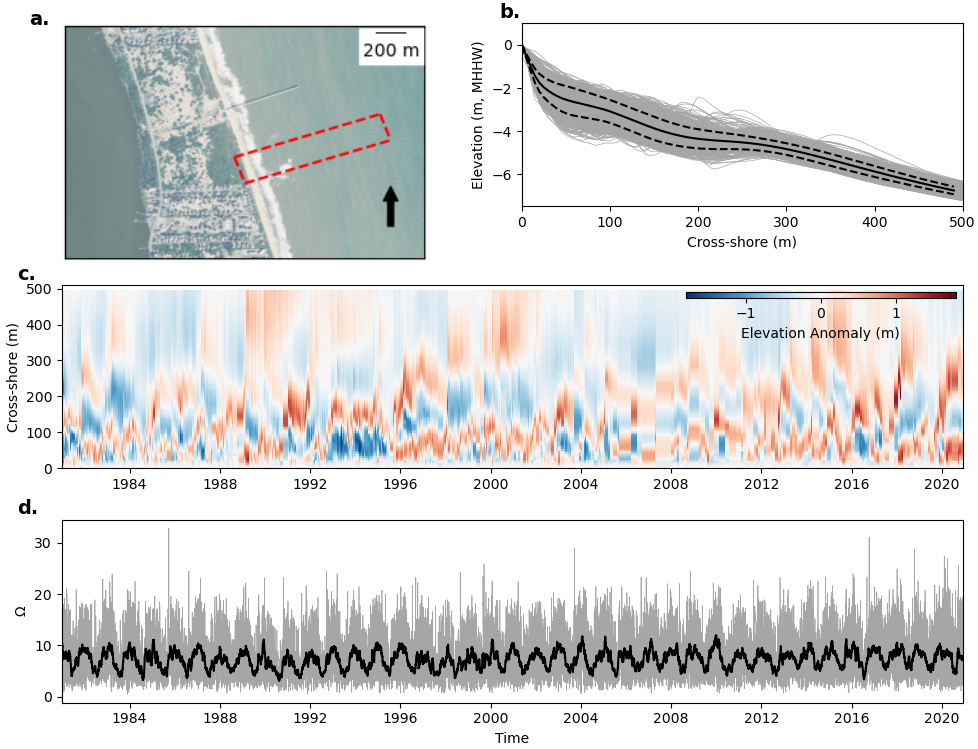 a.
200 m
b.
0
−2
−4
−6
Elevation (m, MHHW)
0 100 200 300 400 500
Cross-shore (m)
c.
500
400
300
200
100
0
Cross-shore (m)
−1 0 1
Elevation Anomaly (m)
1984 1988 1992 1996 2000 2004 2008 2012 2016 2020
d.
30
20
10
0
Ω
1984 1988 1992 1996 2000 2004 2008 2012 2016 2020
Time